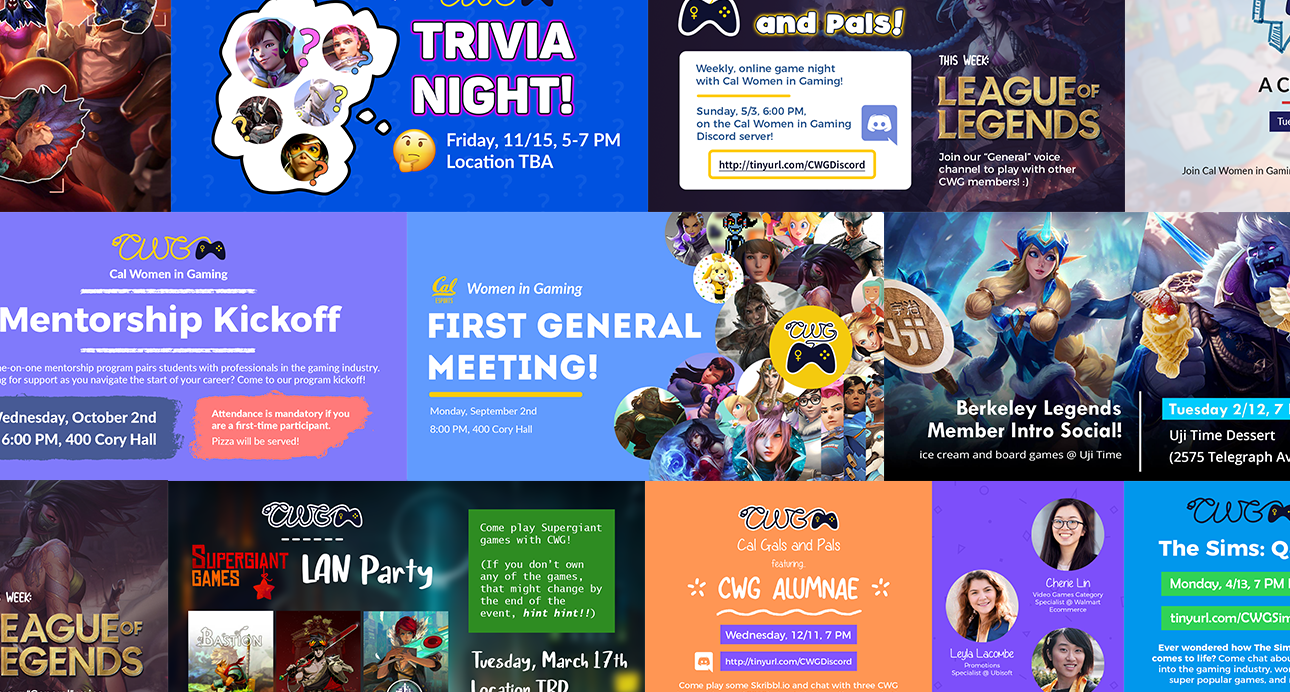 CWG
TRIVIA
NIGHT!
Friday, 11/15, 5-7 PM
Location TBA
and Pals!
Weekly, online game night
with Cal Women in Gaming!
Sunday, 5/3, 6:00 PM,
on the Cal Women in Gaming
Discord server!
http://tinyurl.com/CWGDiscord
THIS WEEK:
LEAGUE OF
LEGENDS
Join our "General" voice
channel to play with other
CWG members! :)
A C
Tue
Join Cal Women in Gami
CWG
Cal Women in Gaming
Mentorship Kickoff
ne-on-one mentorship program pairs students with professionals in the gaming industry.
g for support as you navigate the start of your career? Come to our program kickoff!
Wednesday, October 2nd
6:00 PM, 400 Cory Hall
Attendance is mandatory if you
are a first-time participant.
Pizza will be served!
Cal
ESPORTS
Women in Gaming
FIRST GENERAL
MEETING!
Monday, September 2nd
8:00 PM, 400 Cory Hall
CWG
宇治
Uji
Berkeley Legends
Member Intro Social!
ice cream and board games @ Uji Time
Tuesday 2/12, 7
Uji Time Dessert
(2575 Telegraph Av
WEEK:
EAGUE OF
EGENDS
CWG
SUPERGIANT
GAMES
LAN Party
BASTION
Come play Supergiant
games with CWG!
(If you don't own
any of the games,
that might change by
the end of the
event, hint hint!!)
Tuesday, March 17th
Location TBD
CWG
Cal Gals and Pals
featuring...
CWG ALUMNAE
Wednesday, 12/11, 7 PM
http://tinyurl.com/CWGDiscord
Come play some Skribbl.io and chat with three CWG
Cherie Lin
Video Games Category
Specialist @ Walmart
Ecommerce
Leyla Lacombe
Promotions
Specialist @ Ubisoft
CWG
The Sims: Q
Monday, 4/13, 7 PM
tinyurl.com/CWGSim
Ever wondered how The Sim
comes to life? Come chat abou
into the gaming industry, wor
super popular games, and